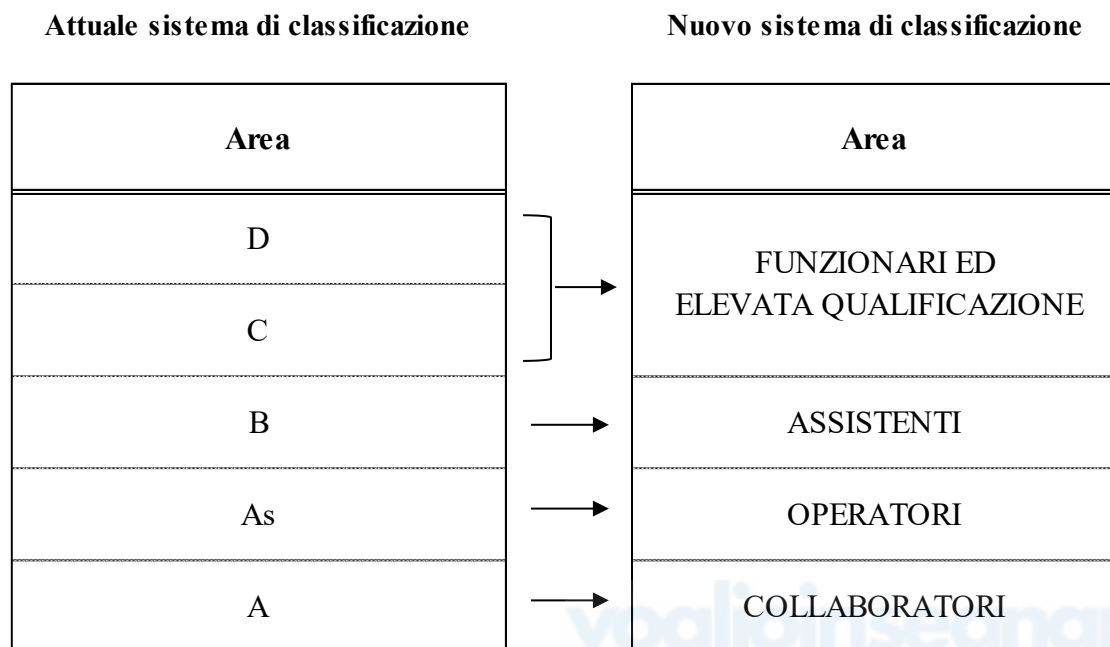 Attuale sistema di classificazione
Nuovo sistema di classificazione
Area
Area
D
C
FUNZIONARI ED
ELEVATA QUALIFICAZIONE
B
ASSISTENTI
As
OPERATORI
A
COLLABORATORI